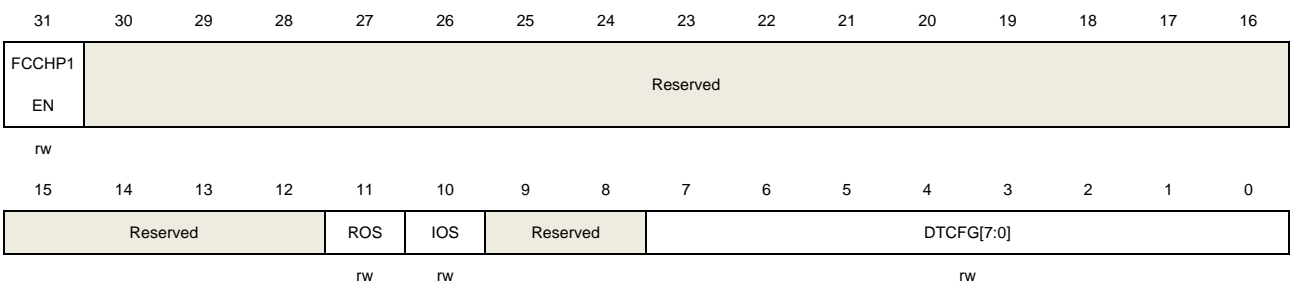 31 30 29 28 27 26 25 24 23 22 21 20 19 18 17 16
FCCHP1
EN
Reserved
rw
15 14 13 12 11 10 9 8 7 6 5 4 3 2 1 0
Reserved ROS IOS Reserved DTCFG[7:0]
rw rw rw